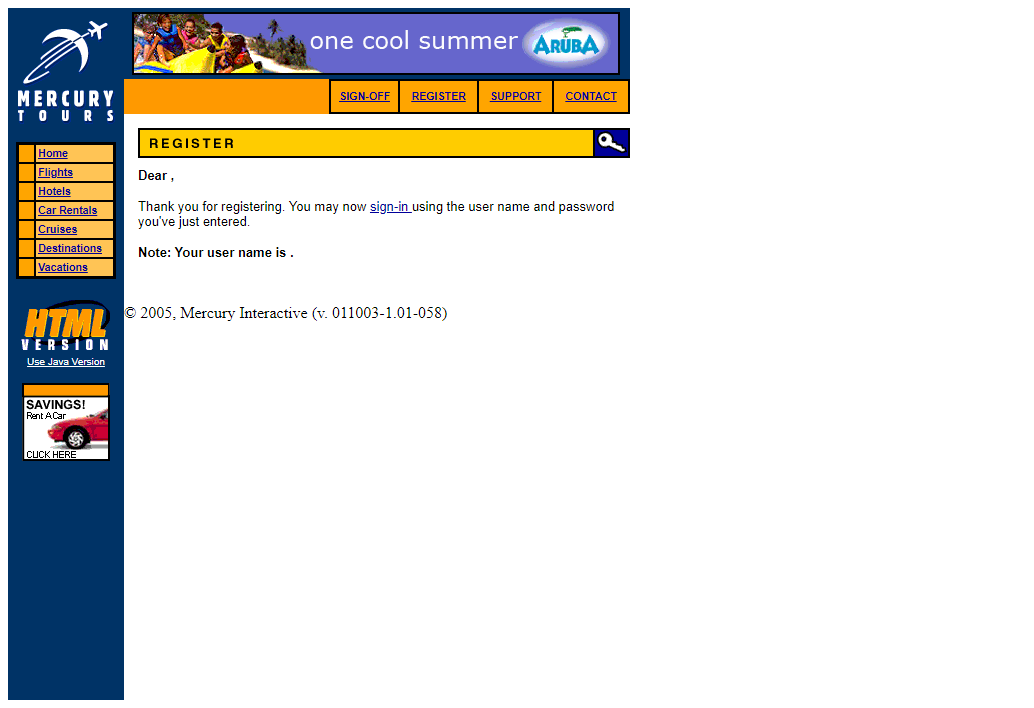 one cool summer ARUBA
MERCURY
TOURS
SIGN-OFF REGISTER SUPPORT CONTACT
REGISTER
Home
Flights
Hotels
Car Rentals
Cruises
Destinations
Vacations
Dear ,
Thank you for registering. You may now sign-in using the user name and password
you've just entered.
Note: Your user name is .
HTML
VERSION
Use Java Version
SAVINGS!
Rent A Car
CLICK HERE
© 2005, Mercury Interactive (v. 011003-1.01-058)